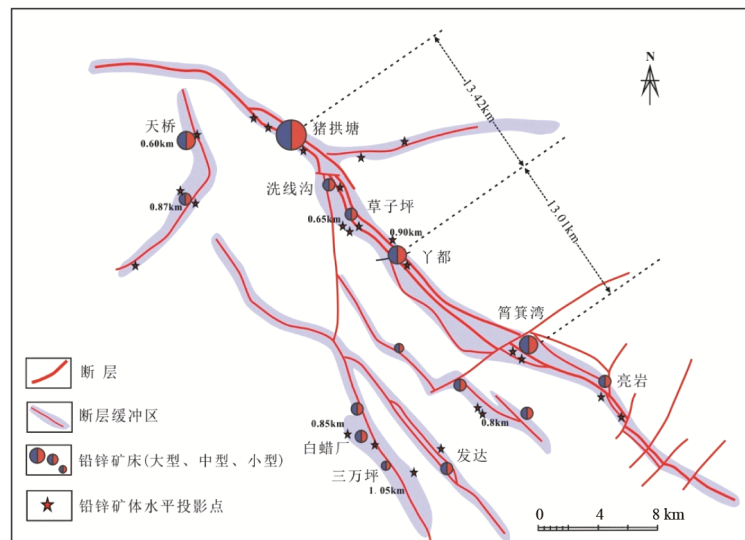 N
13.42km
13.01km
天桥
0.60km
0.87km
猪拱塘
洗线沟
草子坪
0.65km
0.90km
丫都
筲箕湾
亮岩
0.85km
白蜡厂
三万坪
1.05km
发达
0.8km
断 层
断层缓冲区
铅锌矿床(大型、中型、小型)
铅锌矿体水平投影点
0 4 8 km